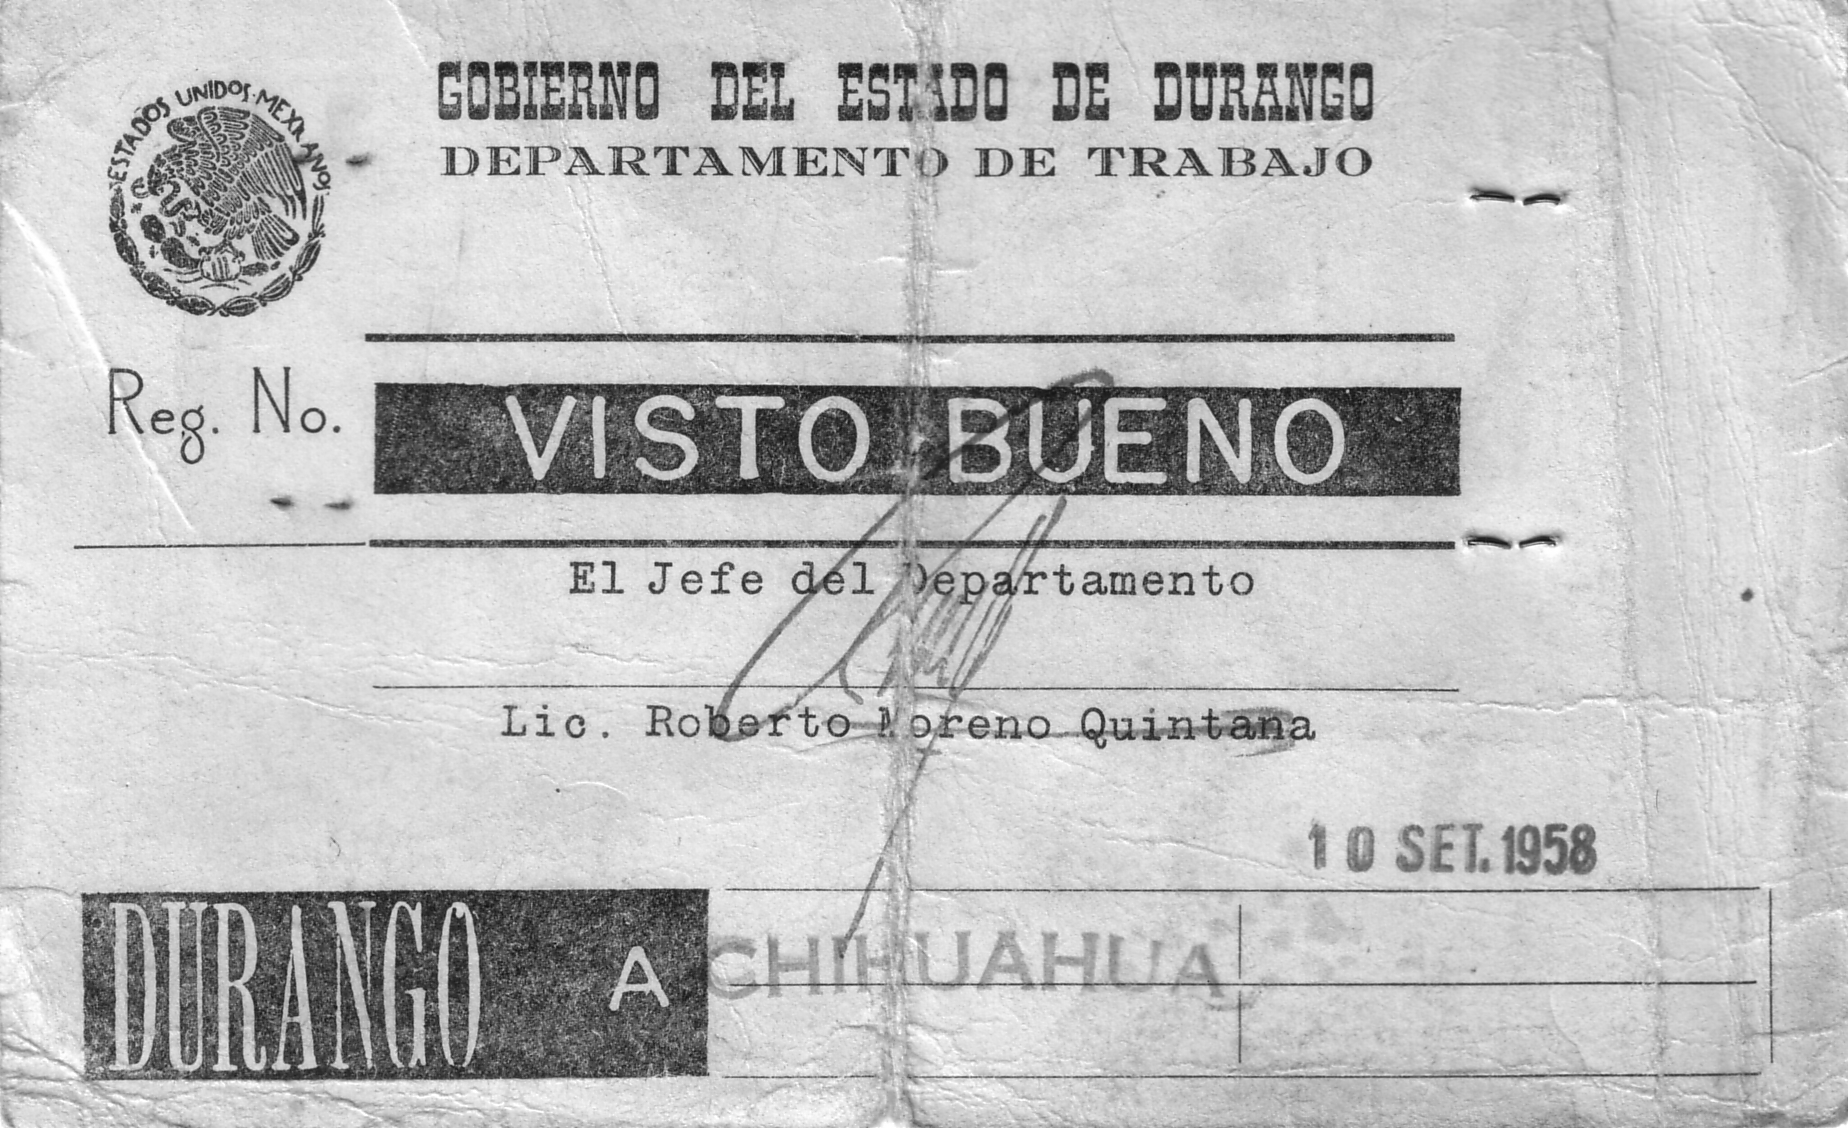 ESTADOS UNIDOS MEXICANOS
GOBIERNO DEL ESTADO DE DURANGO
DEPARTAMENTO DE TRABAJO
Reg. No.
VISTO BUENO
El Jefe del Departamento
Lic. Roberto Moreno Quintana
10 SET. 1958
DURANGO A CHIHUAHUA